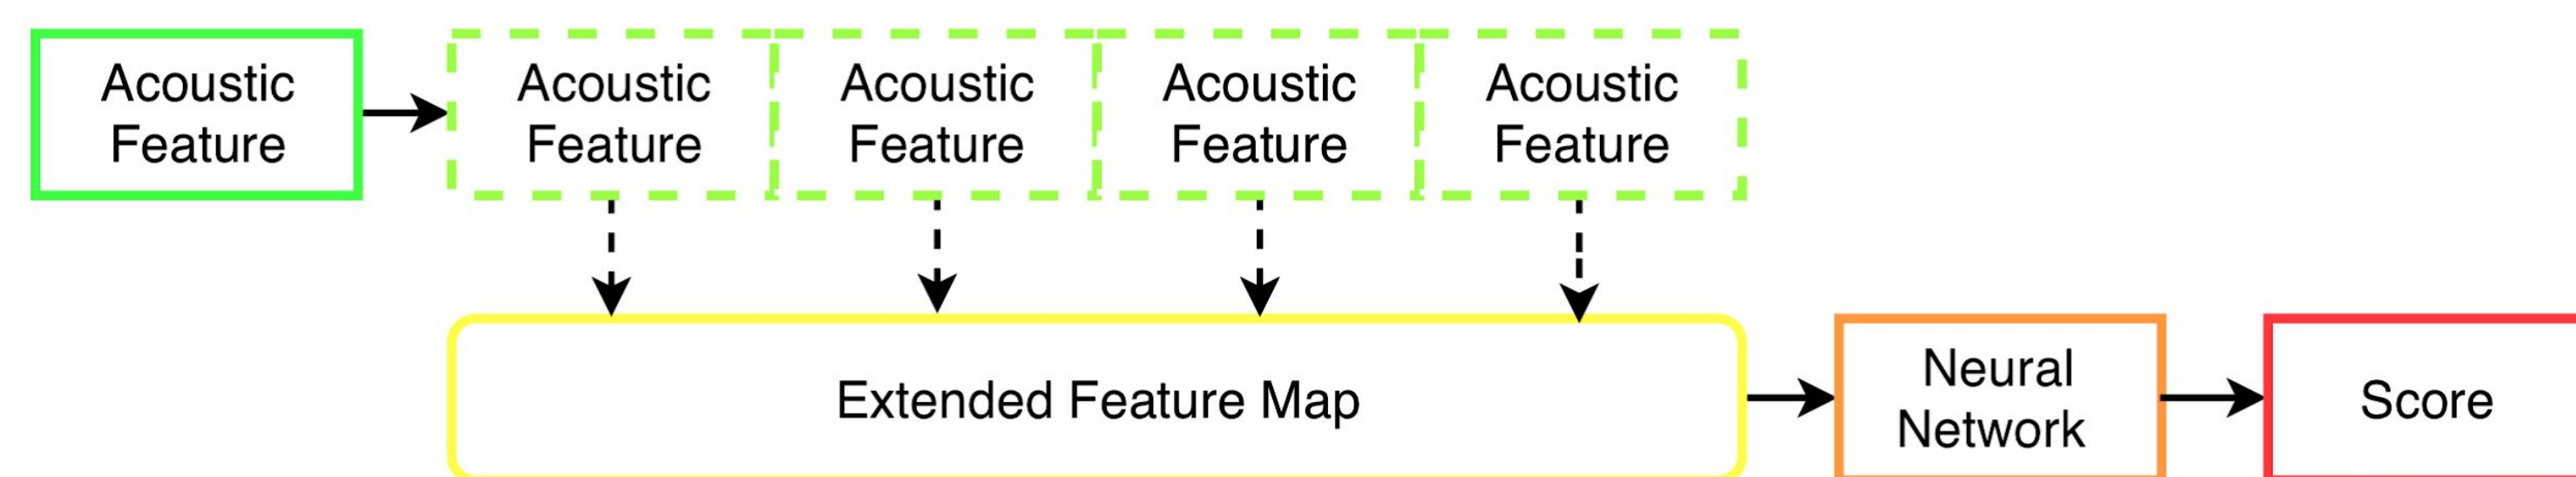 Acoustic
Feature
Acoustic
Feature
Acoustic
Feature
Acoustic
Feature
Acoustic
Feature
Extended Feature Map
Neural
Network
Score